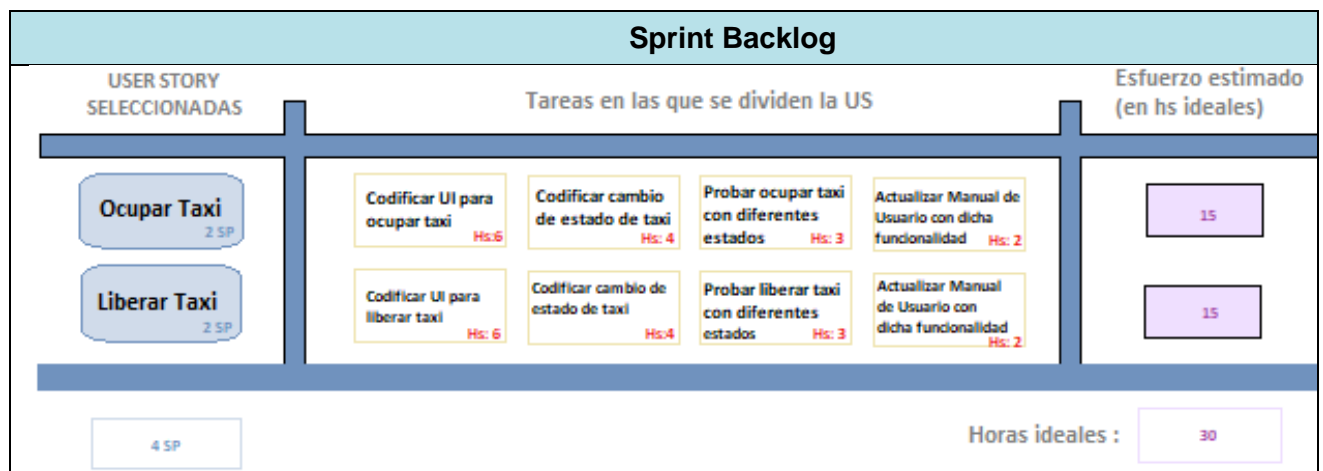 Sprint Backlog
USER STORY
SELECCIONADAS
Tareas en las que se dividen la US
Esfuerzo estimado
(en hs ideales)
Ocupar Taxi
2 SP
Codificar UI para
ocupar taxi
Hs:6
Codificar cambio
de estado de taxi
Hs: 4
Probar ocupar taxi
con diferentes
estados Hs: 3
Actualizar Manual de
Usuario con dicha
funcionalidad Hs: 2
15
Liberar Taxi
2 SP
Codificar UI para
liberar taxi
Hs: 6
Codificar cambio de
estado de taxi
Hs:4
Probar liberar taxi
con diferentes
estados Hs: 3
Actualizar Manual
de Usuario con
dicha funcionalidad
Hs: 2
15
4 SP
Horas ideales : 30